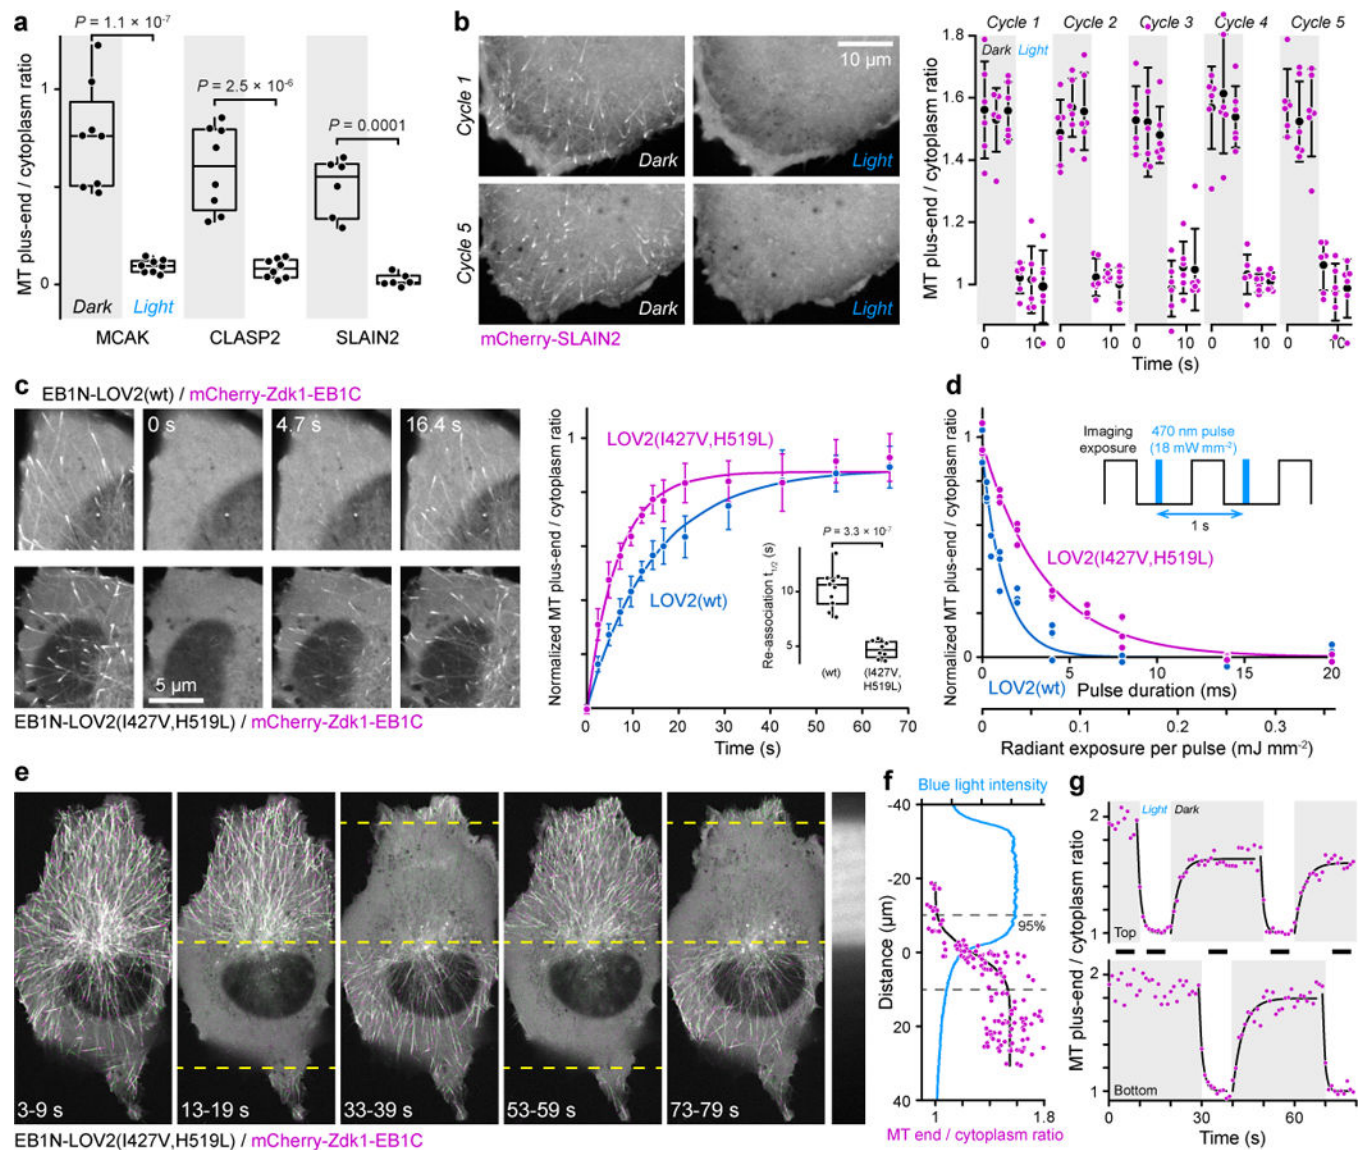 a
MT plus-end / cytoplasm ratio
1
0
P = 1.1 × 10-7
P = 2.5 × 10-6
P = 0.0001
Dark
Light
MCAK
CLASP2
SLAIN2
b
Cycle 1
Cycle 5
10 µm
Dark
Light
Dark
Light
mCherry-SLAIN2
MT plus-end / cytoplasm ratio
Cycle 1
Cycle 2
Cycle 3
Cycle 4
Cycle 5
Dark
Light
1.8
1.6
1.4
1.2
1
0
10
0
10
0
10
0
10
0
10
Time (s)
c
EB1N-LOV2(wt) / mCherry-Zdk1-EB1C
0 s
4.7 s
16.4 s
5 µm
EB1N-LOV2(I427V,H519L) / mCherry-Zdk1-EB1C
Normalized MT plus-end / cytoplasm ratio
1
0
LOV2(I427V,H519L)
LOV2(wt)
P = 3.3 × 10-7
Re-association t1/2 (s)
10
5
(wt)
(I427V,
H519L)
0
10
20
30
40
50
60
70
Time (s)
d
Normalized MT plus-end / cytoplasm ratio
1
0
Imaging
exposure
470 nm pulse
(18 mW mm-2)
1 s
LOV2(I427V,H519L)
LOV2(wt)
5
10
15
20
Pulse duration (ms)
0
0.1
0.2
0.3
Radiant exposure per pulse (mJ mm-2)
e
3-9 s
13-19 s
33-39 s
53-59 s
73-79 s
EB1N-LOV2(I427V,H519L) / mCherry-Zdk1-EB1C
f
Blue light intensity
Distance (µm)
-40
-20
0
20
40
95%
1
1.8
MT end / cytoplasm ratio
g
MT plus-end / cytoplasm ratio
Light
Dark
2
1
Top
2
1
Bottom
0
60
Time (s)